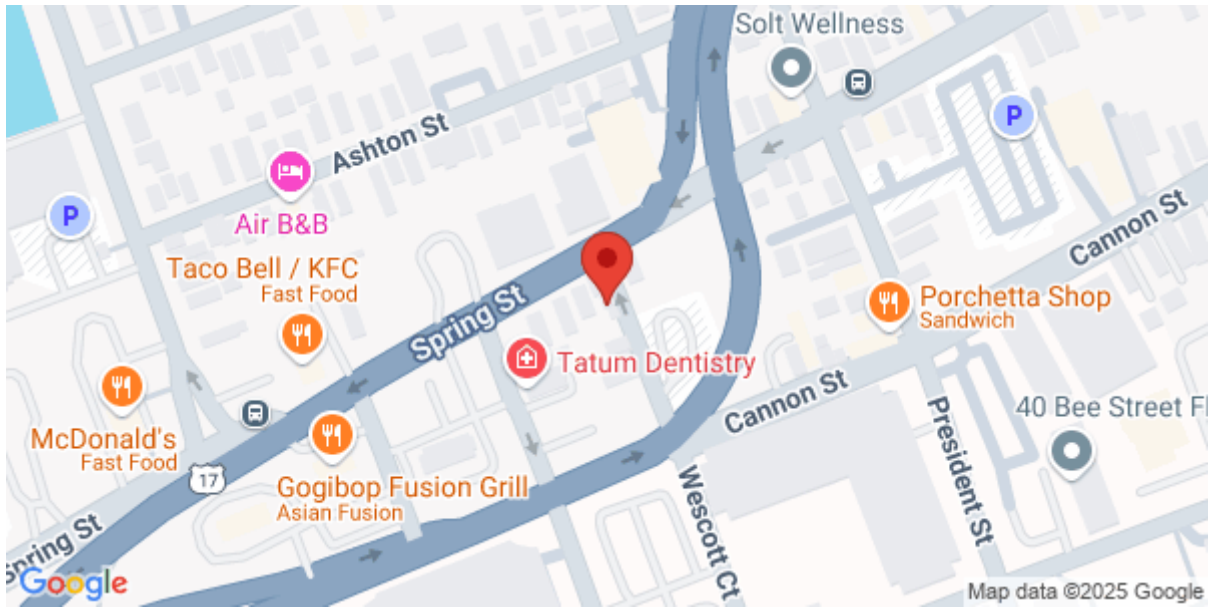 Solt Wellness
P
Ashton St
Cannon St
P
Air B&B
Taco Bell / KFC
Fast Food
Porchetta Shop
Sandwich
Spring St
Tatum Dentistry
McDonald's
Fast Food
Cannon St
40 Bee Street Fl
17
Gogibop Fusion Grill
Asian Fusion
President St
Wescott Ct
Spring St
Google
Map data ©2025 Google